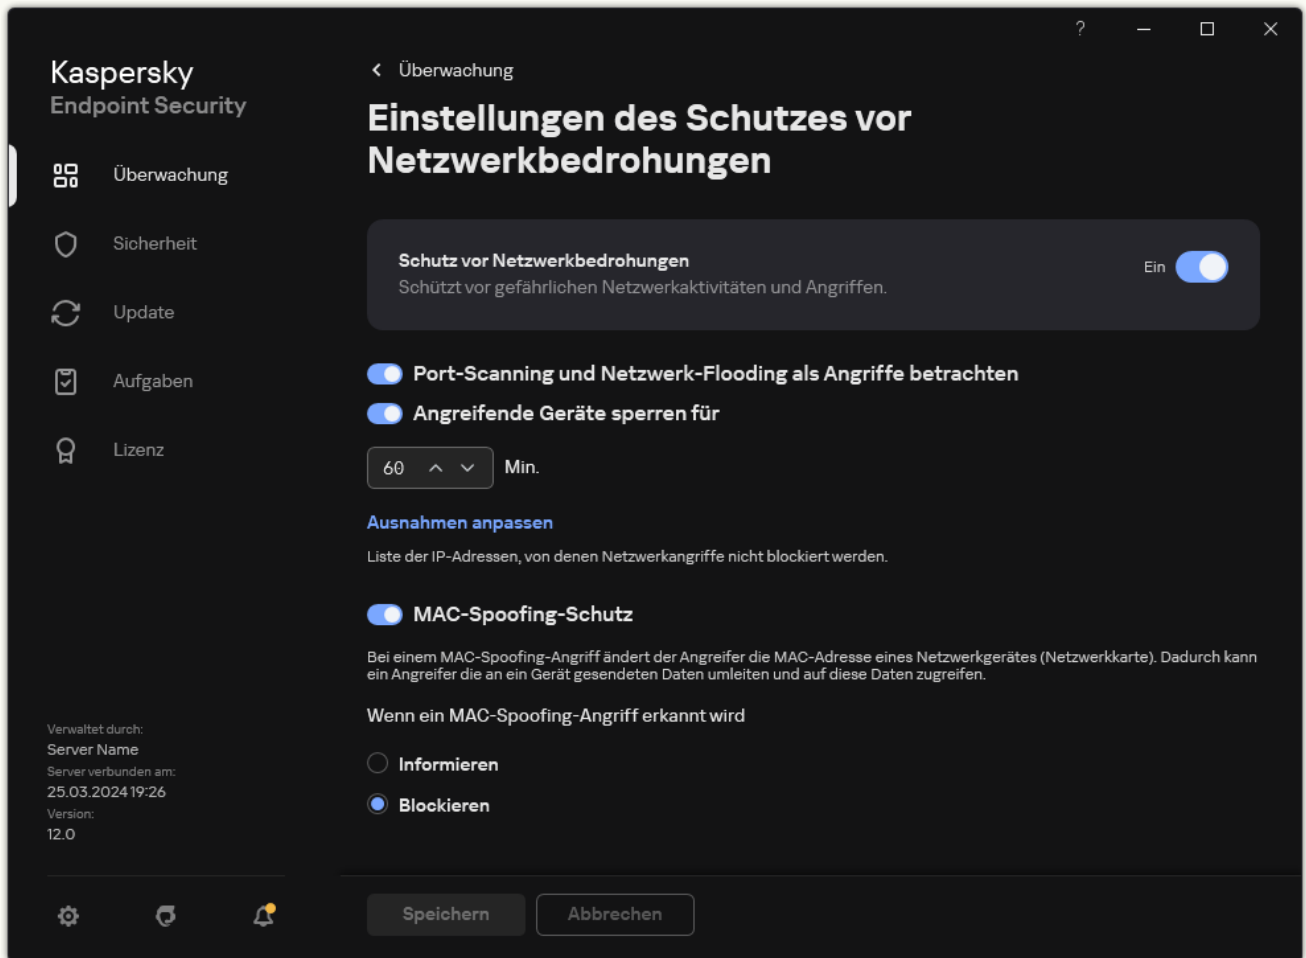 ?
Kaspersky
Endpoint Security
Überwachung
Sicherheit
Update
Aufgaben
Lizenz
Verwaltet durch:
Server Name
Server verbunden am:
25.03.2024 19:26
Version:
12.0
Überwachung
Einstellungen des Schutzes vor
Netzwerkbedrohungen
Schutz vor Netzwerkbedrohungen
Ein
Schützt vor gefährlichen Netzwerkaktivitäten und Angriffen.
Port-Scanning und Netzwerk-Flooding als Angriffe betrachten
Angreifende Geräte sperren für
60 Min.
Ausnahmen anpassen
Liste der IP-Adressen, von denen Netzwerkangriffe nicht blockiert werden.
MAC-Spoofing-Schutz
Bei einem MAC-Spoofing-Angriff ändert der Angreifer die MAC-Adresse eines Netzwerkgerätes (Netzwerkkarte). Dadurch kann
ein Angreifer die an ein Gerät gesendeten Daten umleiten und auf diese Daten zugreifen.
Wenn ein MAC-Spoofing-Angriff erkannt wird
Informieren
Blockieren
Speichern
Abbrechen